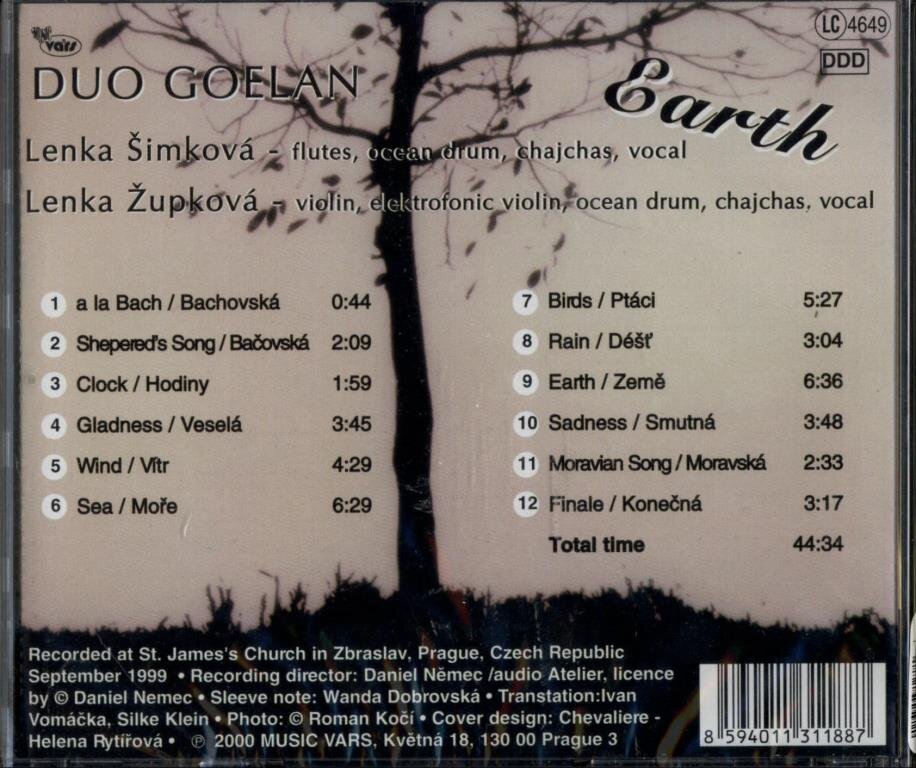 MUSIC vars
LC 4649
DDD
DUO GOELAN
Earth
Lenka Šimková - flutes, ocean drum, chajchas, vocal
Lenka Župková - violin, elektrofonic violin, ocean drum, chajchas, vocal
1 a la Bach / Bachovská 0:44
2 Shepered's Song / Bačovská 2:09
3 Clock / Hodiny 1:59
4 Gladness / Veselá 3:45
5 Wind / Vítr 4:29
6 Sea / Moře 6:29
7 Birds / Ptáci 5:27
8 Rain / Déšť 3:04
9 Earth / Země 6:36
10 Sadness / Smutná 3:48
11 Moravian Song / Moravská 2:33
12 Finale / Konečná 3:17
Total time 44:34
Recorded at St. James's Church in Zbraslav, Prague, Czech Republic
September 1999 • Recording director: Daniel Němec /audio Atelier, licence
by © Daniel Nemec • Sleeve note: Wanda Dobrovská • Transtation:Ivan
Vomáčka, Silke Klein • Photo: © Roman Kočí • Cover design: Chevaliere -
Helena Rytířová • ℗ 2000 MUSIC VARS, Květná 18, 130 00 Prague 3
8 594011 311887